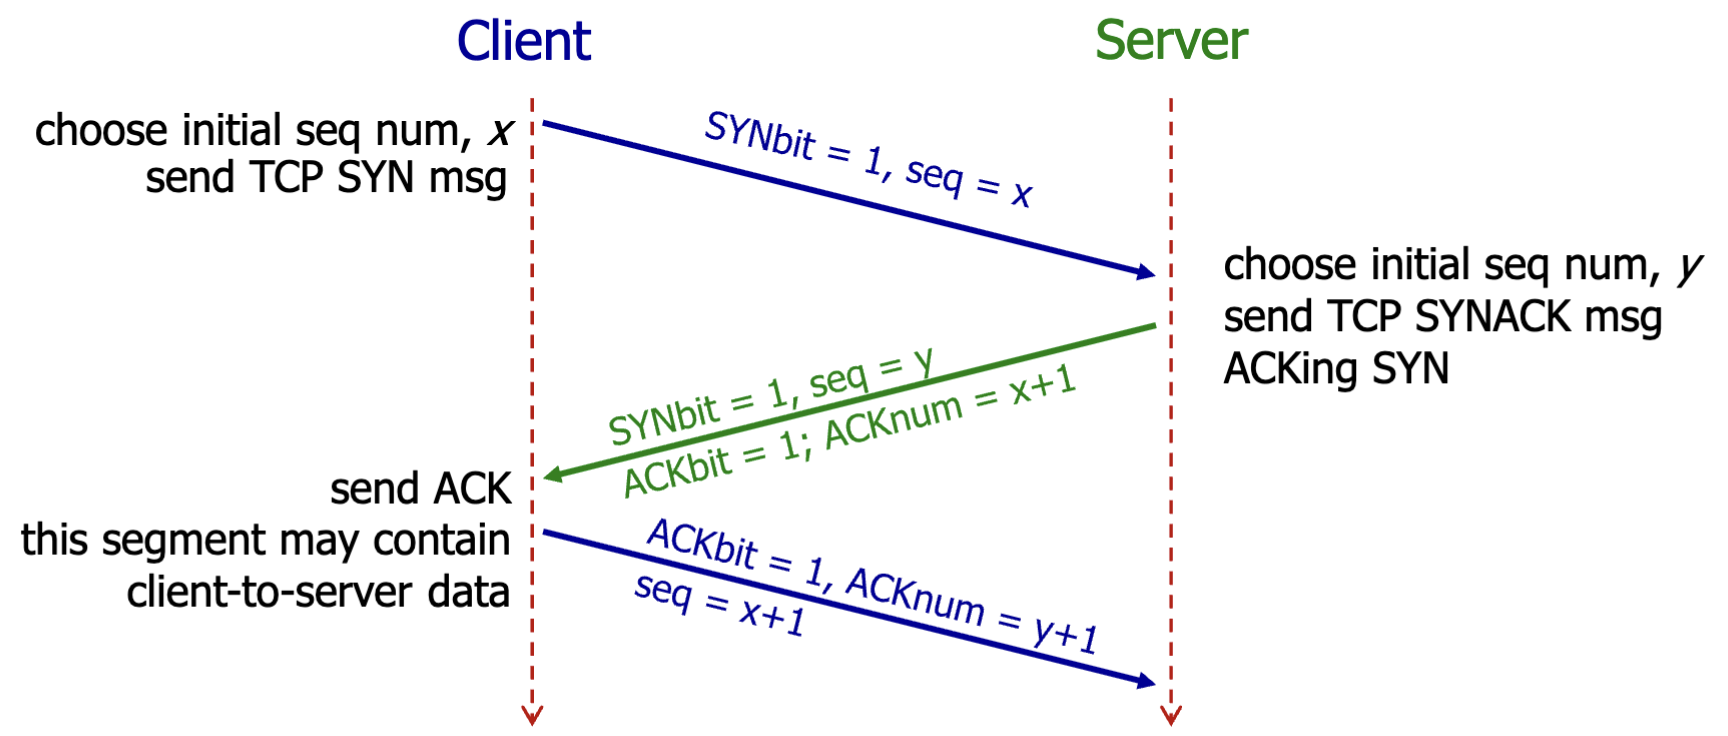 Client
Server
choose initial seq num, x
send TCP SYN msg
SYNbit = 1, seq = x
choose initial seq num, y
send TCP SYNACK msg
ACKing SYN
SYNbit = 1, seq = y
ACKbit = 1; ACKnum = x+1
send ACK
this segment may contain
client-to-server data
ACKbit = 1, ACKnum = y+1
seq = x+1